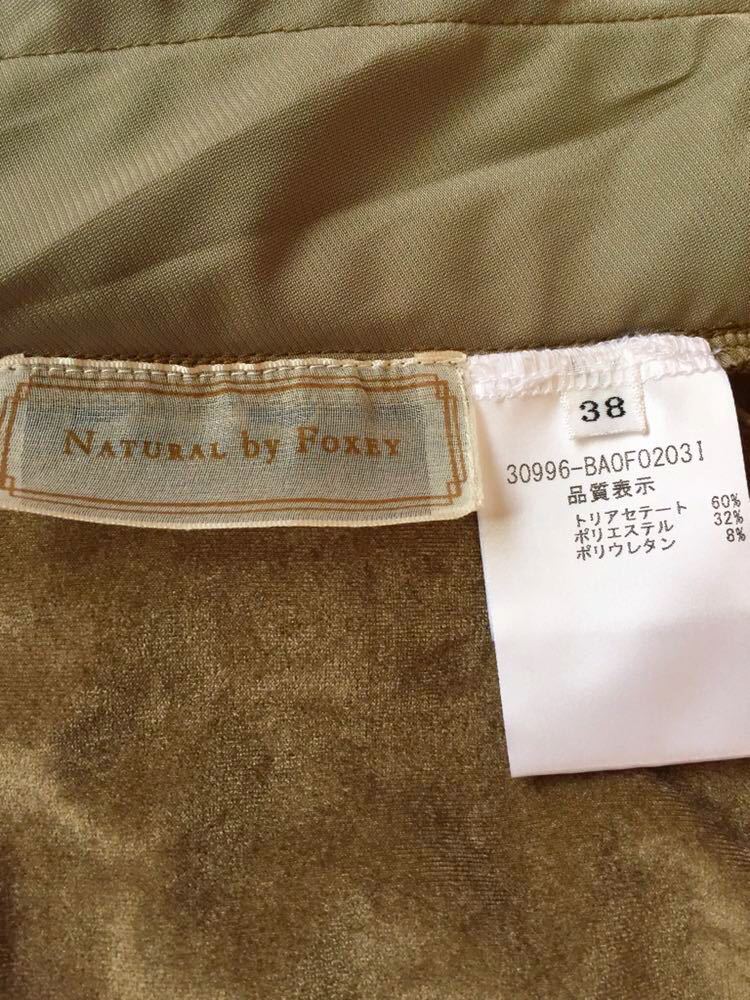 NATURAL by FOXEY
38
30996-BA0F0203I
品質表示
トリアセテート 60%
ポリエステル 32%
ポリウレタン 8%